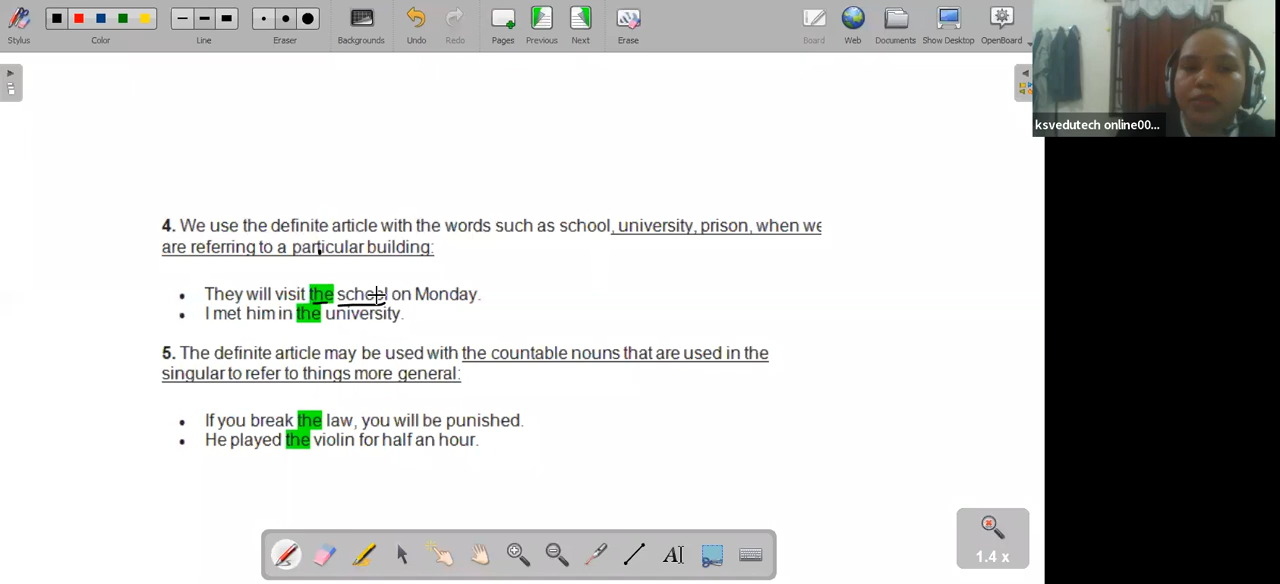 Stylus
Color
Line
Eraser
Backgrounds
Undo
Redo
Pages
Previous
Next
Erase
Board
Web
Documents
Show Desktop
OpenBoard
ksvedutech online00...
4. We use the definite article with the words such as school, university, prison, when we
are referring to a particular building:
• They will visit the school on Monday.
• I met him in the university.
5. The definite article may be used with the countable nouns that are used in the
singular to refer to things more general:
• If you break the law, you will be punished.
• He played the violin for half an hour.
1.4 x